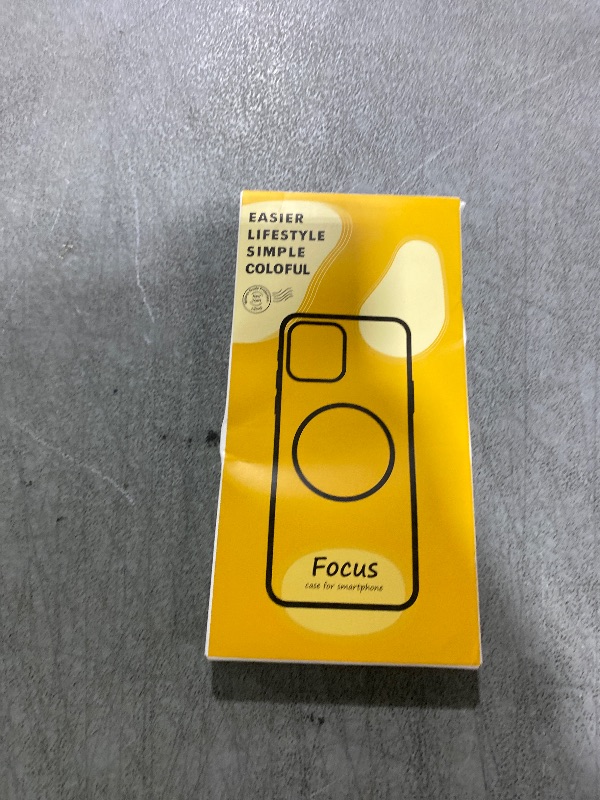 EASIER
LIFESTYLE
SIMPLE
COLOFUL
Focus
case for smartphone